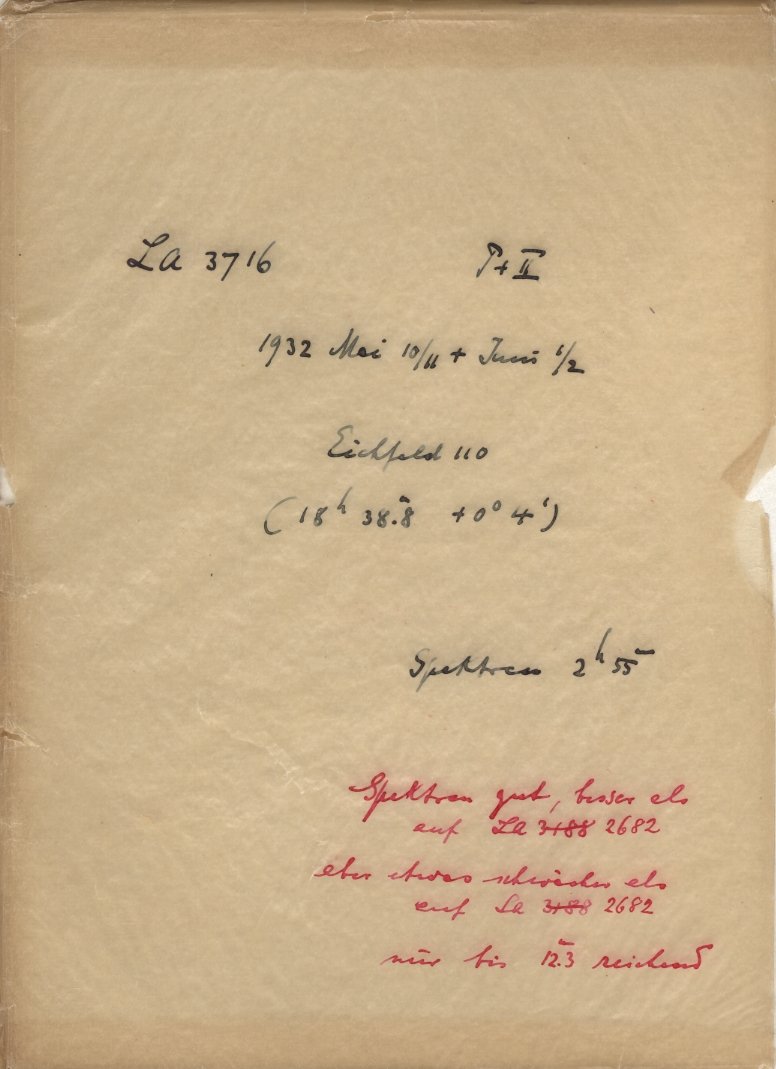 La 3716 P+II
1932 Mai 10/11 + Juni 1/2
Eichfeld 110
(18h 38.m8 +0° 4')
Spektren 2h 55m
Spektren gut, besser als
auf La 3188 2682
aber etwas schwächer als
auf La 3188 2682
nur bis 12.m3 reichend